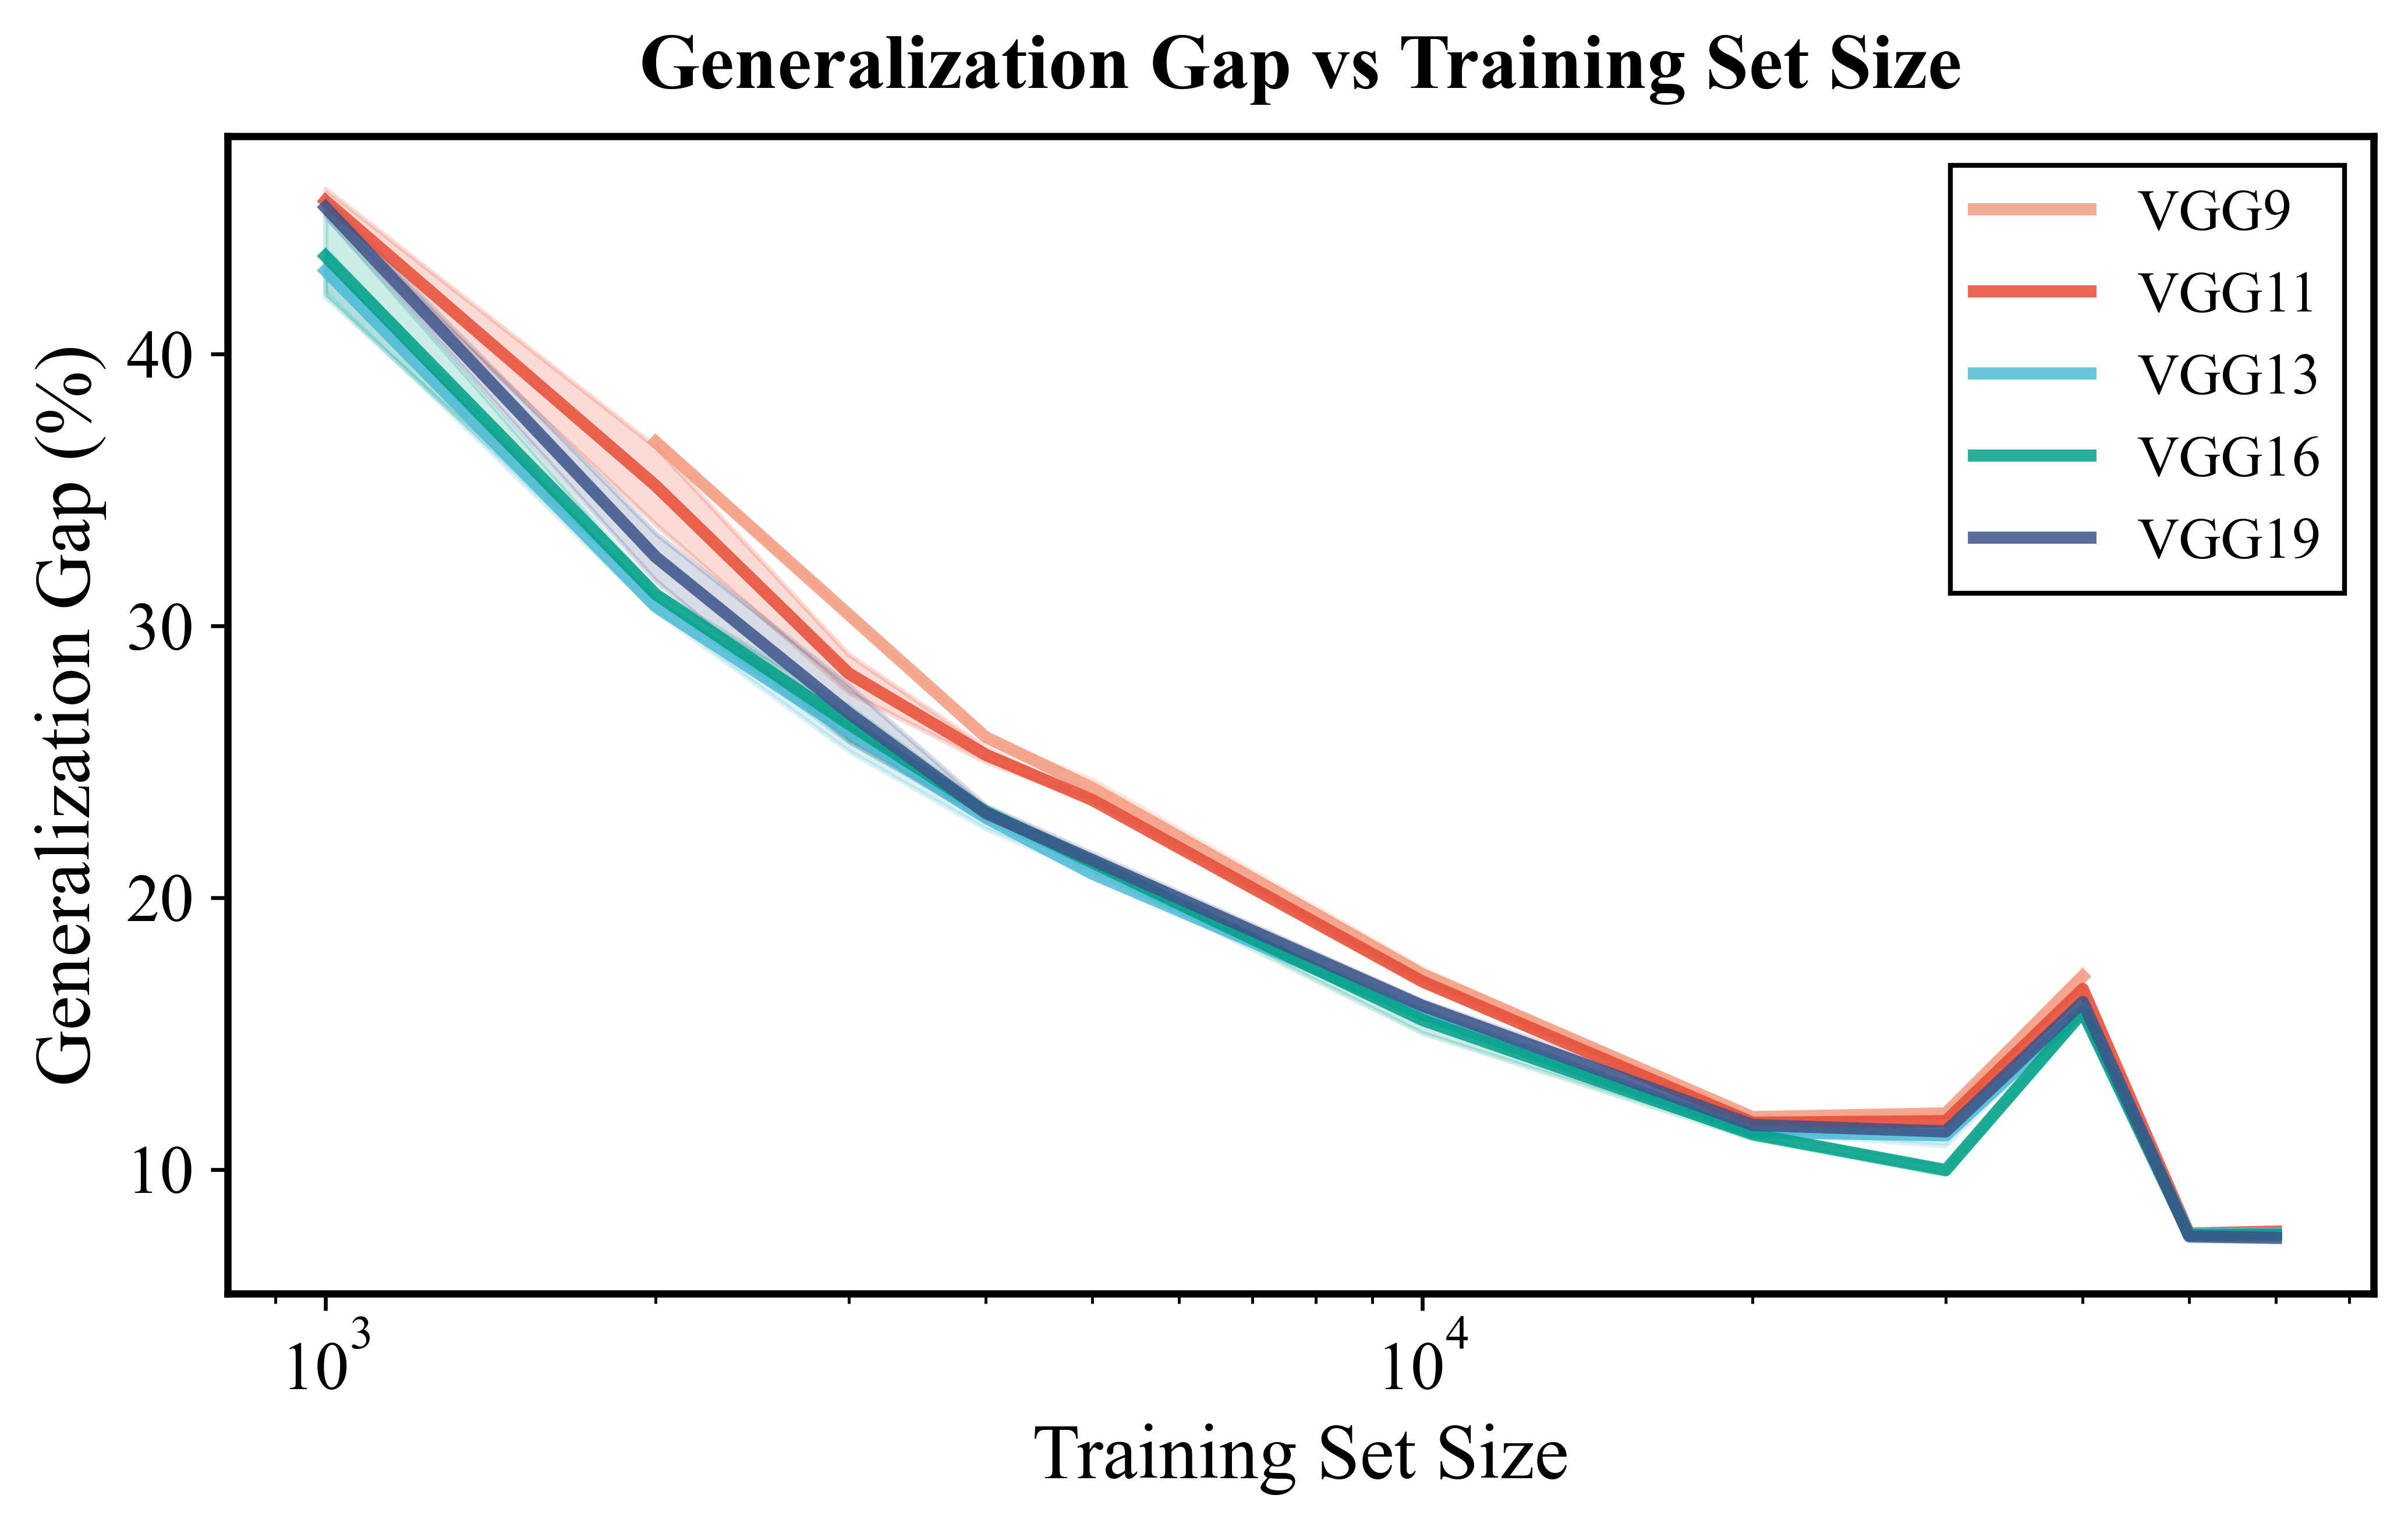 Generalization Gap vs Training Set Size
Generalization Gap (%)
40
30
20
10
VGG9
VGG11
VGG13
VGG16
VGG19
10³
10⁴
Training Set Size